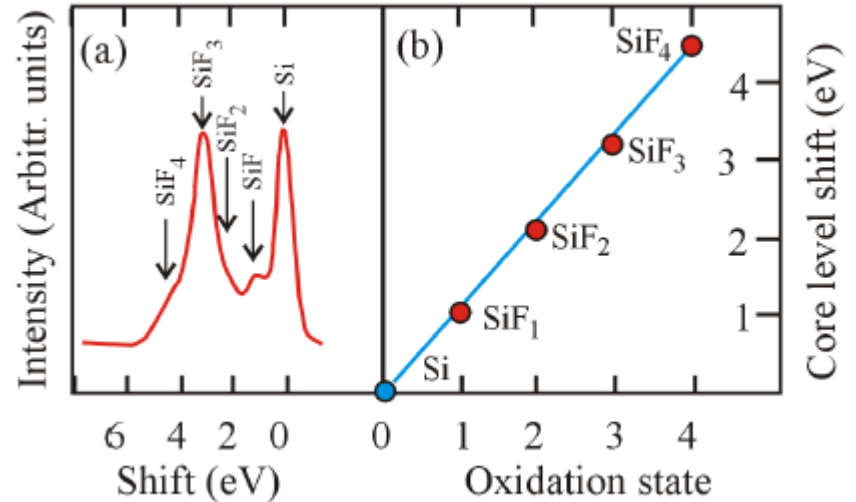 Intensity (Arbitr. units)
(a)
SiF4
SiF3
SiF2
SiF
Si
6 4 2 0
Shift (eV)
(b)
SiF4
SiF3
SiF2
SiF1
Si
0 1 2 3 4
Oxidation state
4
3
2
1
Core level shift (eV)